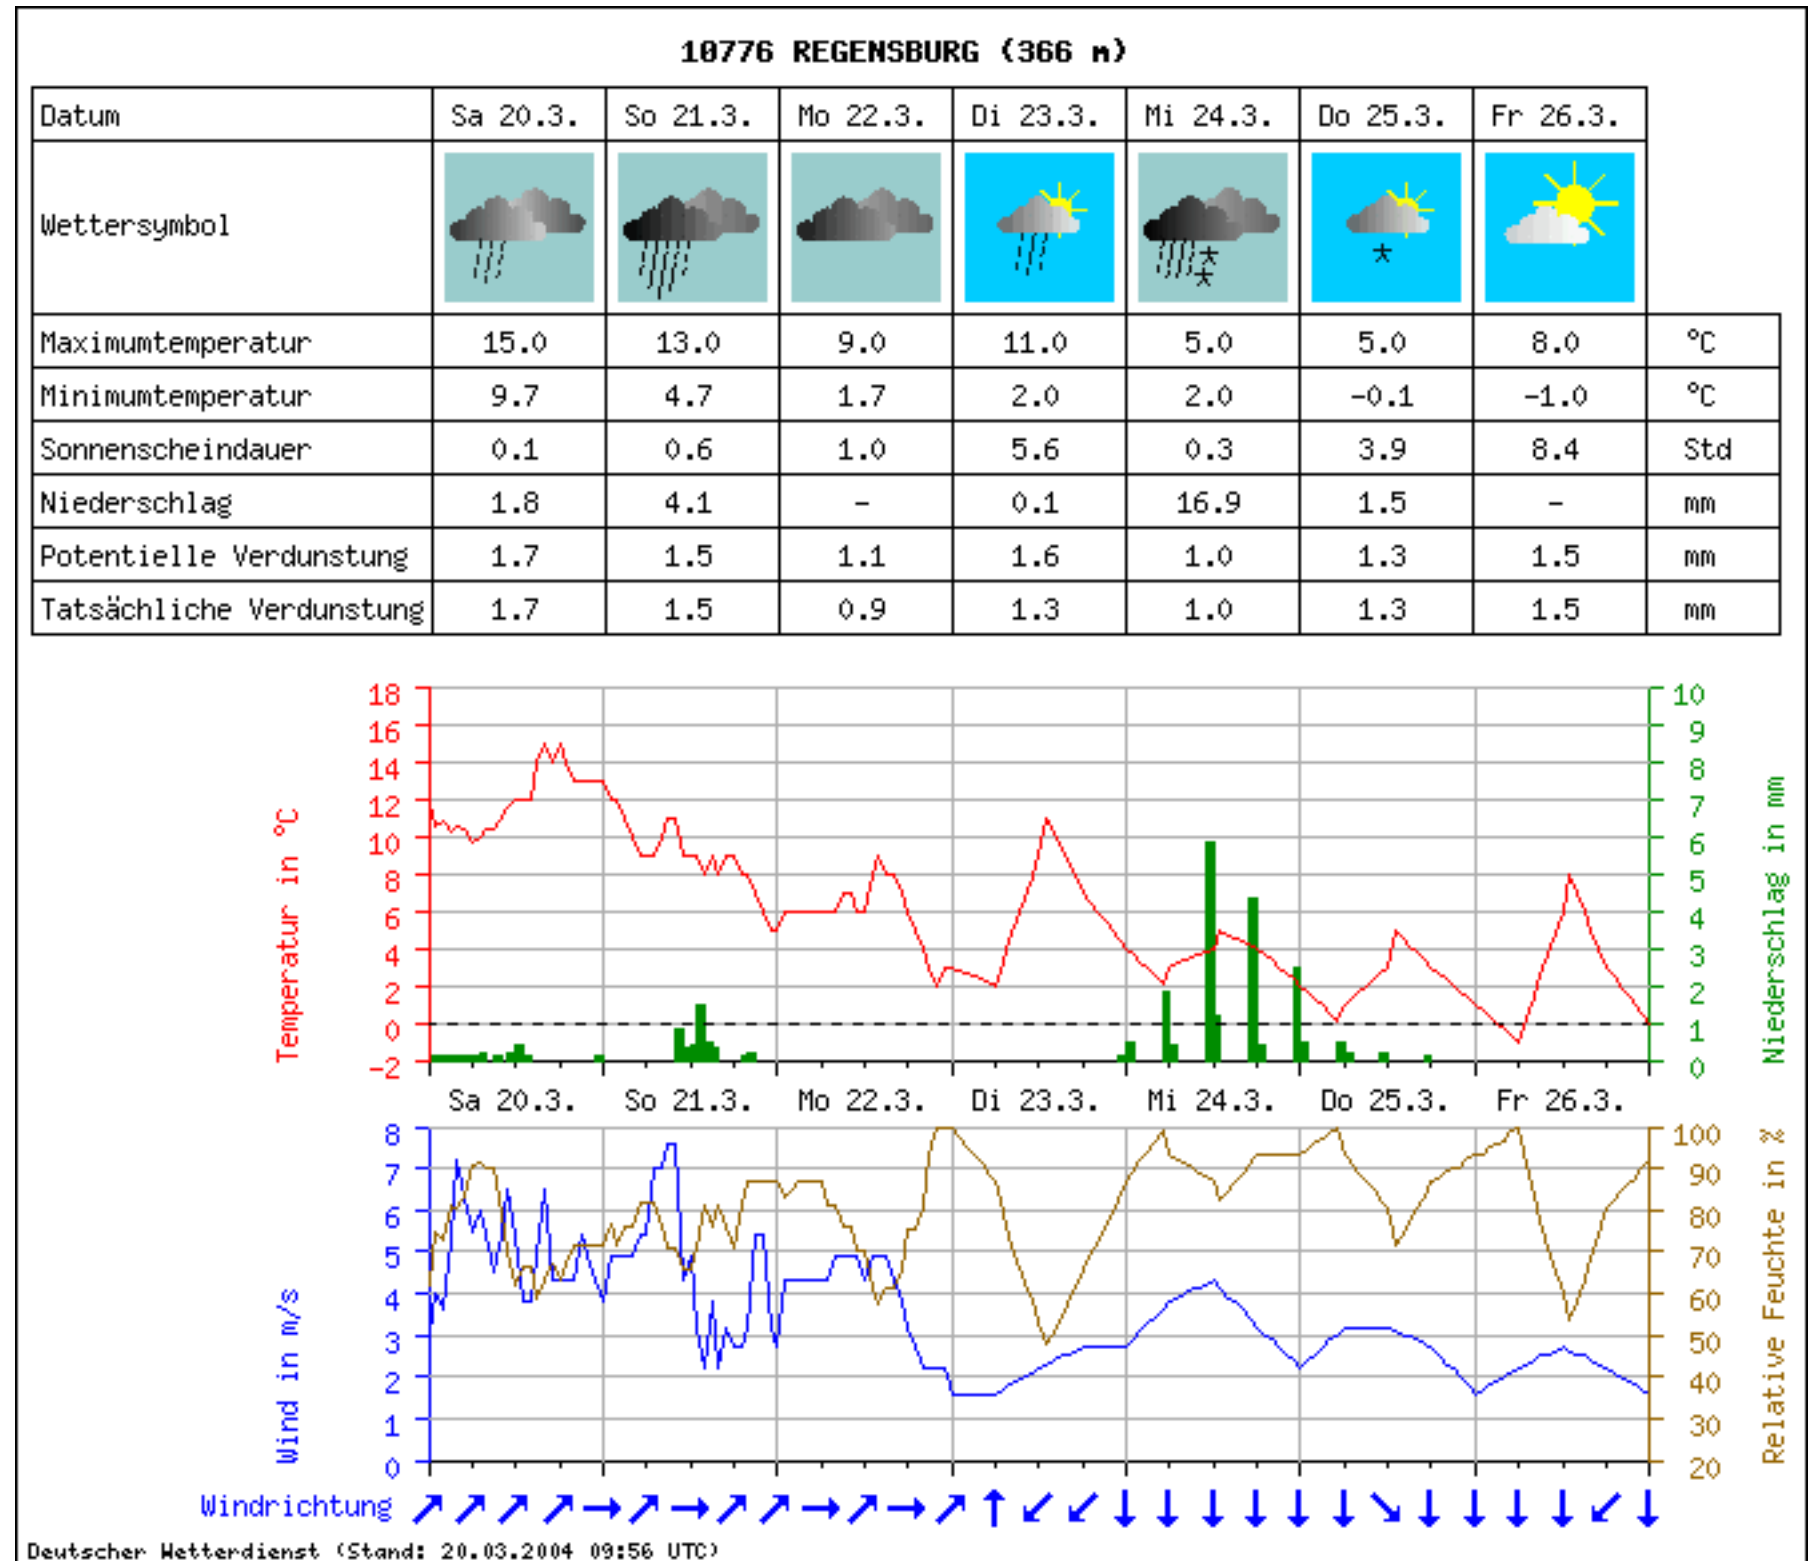 10776 REGENSBURG (366 m)
Datum Sa 20.3. So 21.3. Mo 22.3. Di 23.3. Mi 24.3. Do 25.3. Fr 26.3.
Wettersymbol
Maximumtemperatur 15.0 13.0 9.0 11.0 5.0 5.0 8.0 °C
Minimumtemperatur 9.7 4.7 1.7 2.0 2.0 -0.1 -1.0 °C
Sonnenscheindauer 0.1 0.6 1.0 5.6 0.3 3.9 8.4 Std
Niederschlag 1.8 4.1 - 0.1 16.9 1.5 - mm
Potentielle Verdunstung 1.7 1.5 1.1 1.6 1.0 1.3 1.5 mm
Tatsächliche Verdunstung 1.7 1.5 0.9 1.3 1.0 1.3 1.5 mm
Temperatur in °C
18
16
14
12
10
8
6
4
2
0
-2
10
9
8
7
6
5
4
3
2
1
0
Niederschlag in mm
Sa 20.3. So 21.3. Mo 22.3. Di 23.3. Mi 24.3. Do 25.3. Fr 26.3.
Wind in m/s
8
7
6
5
4
3
2
1
0
100
90
80
70
60
50
40
30
20
Relative Feuchte in %
Windrichtung
Deutscher Wetterdienst (Stand: 20.03.2004 09:56 UTC)